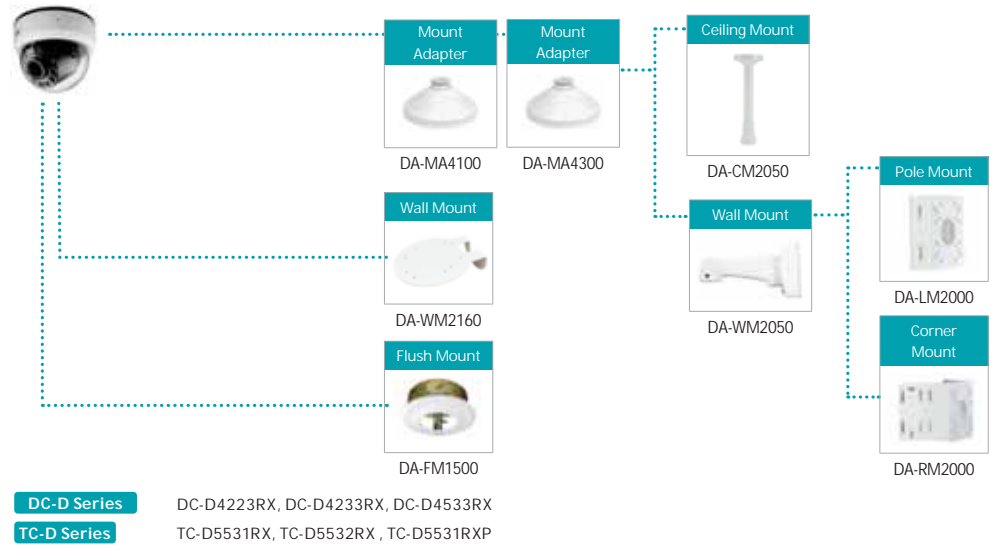 Mount
Adapter
DA-MA4100
Mount
Adapter
DA-MA4300
Ceiling Mount
DA-CM2050
Wall Mount
DA-WM2160
Wall Mount
DA-WM2050
Pole Mount
DA-LM2000
Corner
Mount
DA-RM2000
Flush Mount
DA-FM1500
DC-D Series DC-D4223RX, DC-D4233RX, DC-D4533RX
TC-D Series TC-D5531RX, TC-D5532RX , TC-D5531RXP